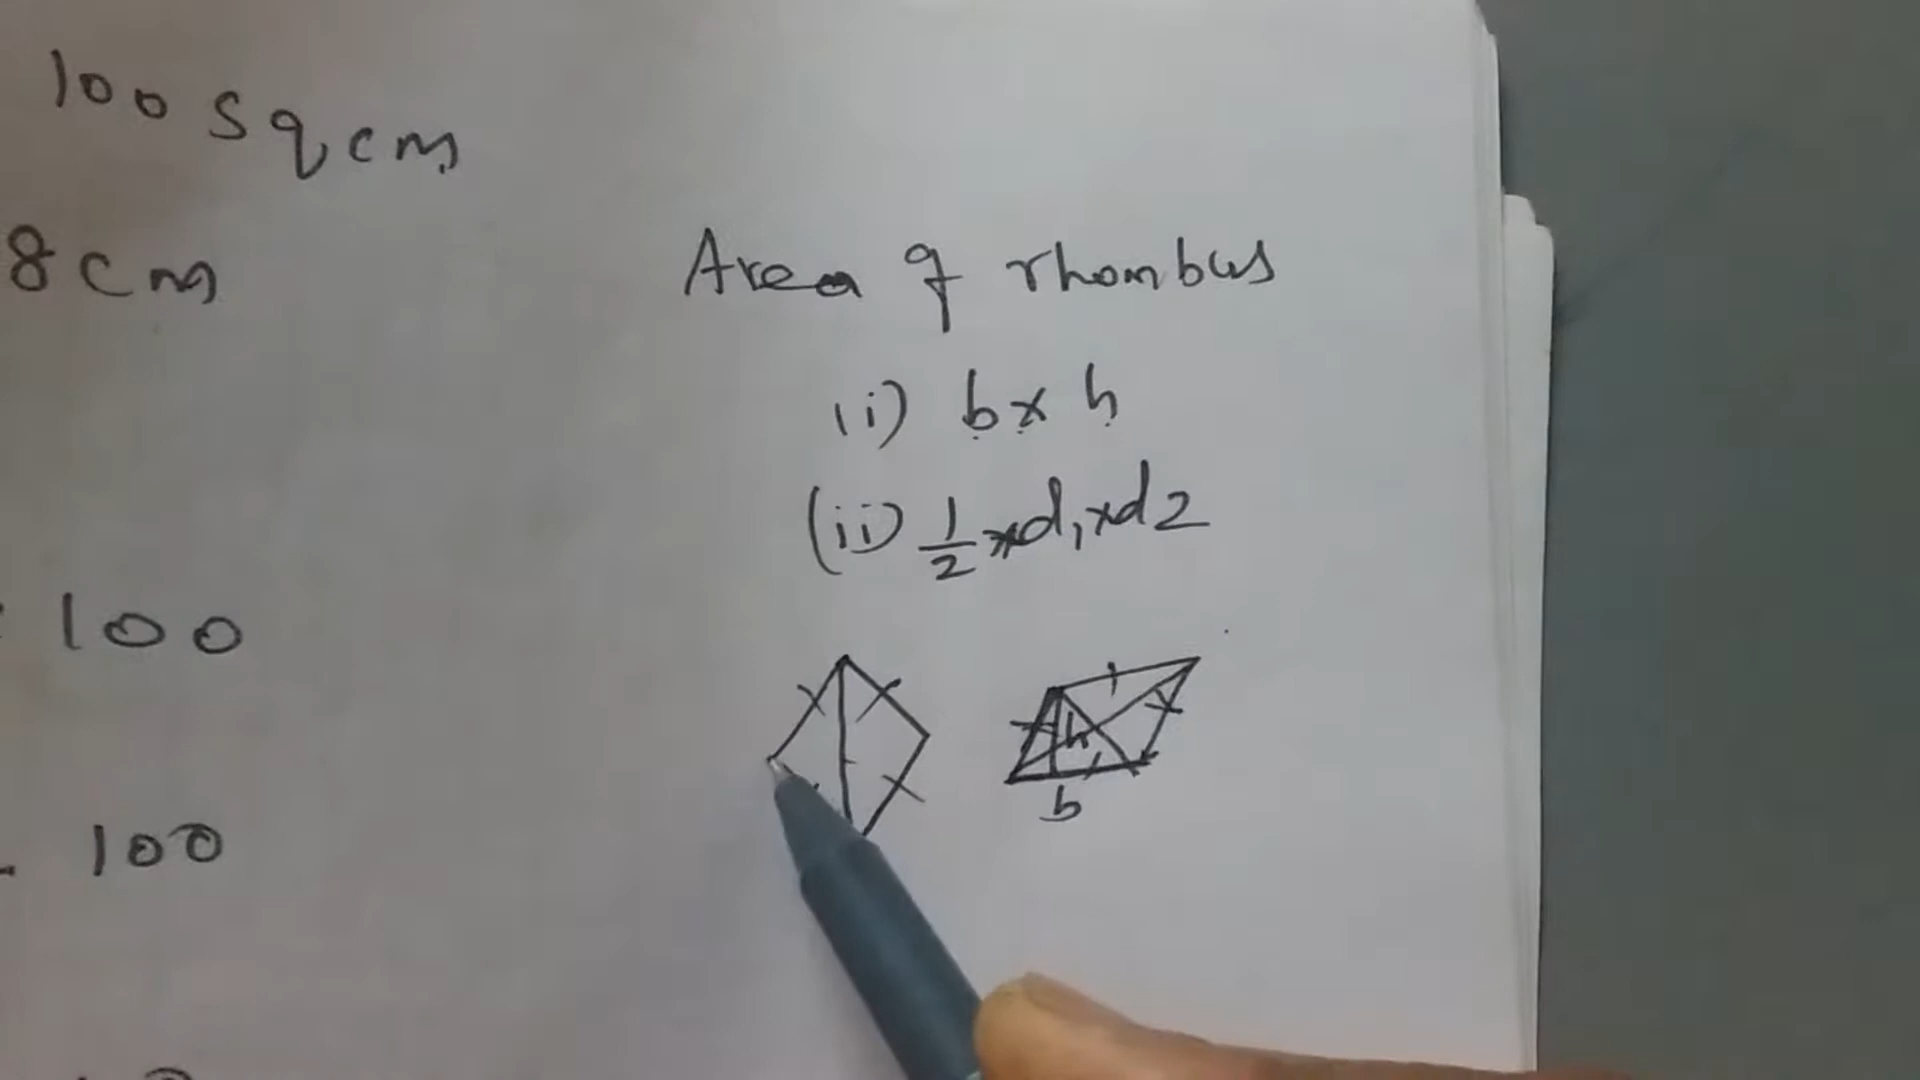 100 sq cm
8 cm
Area of rhombus
(i) b x h
(ii) 1/2 x d1 x d2
100
h
b
100